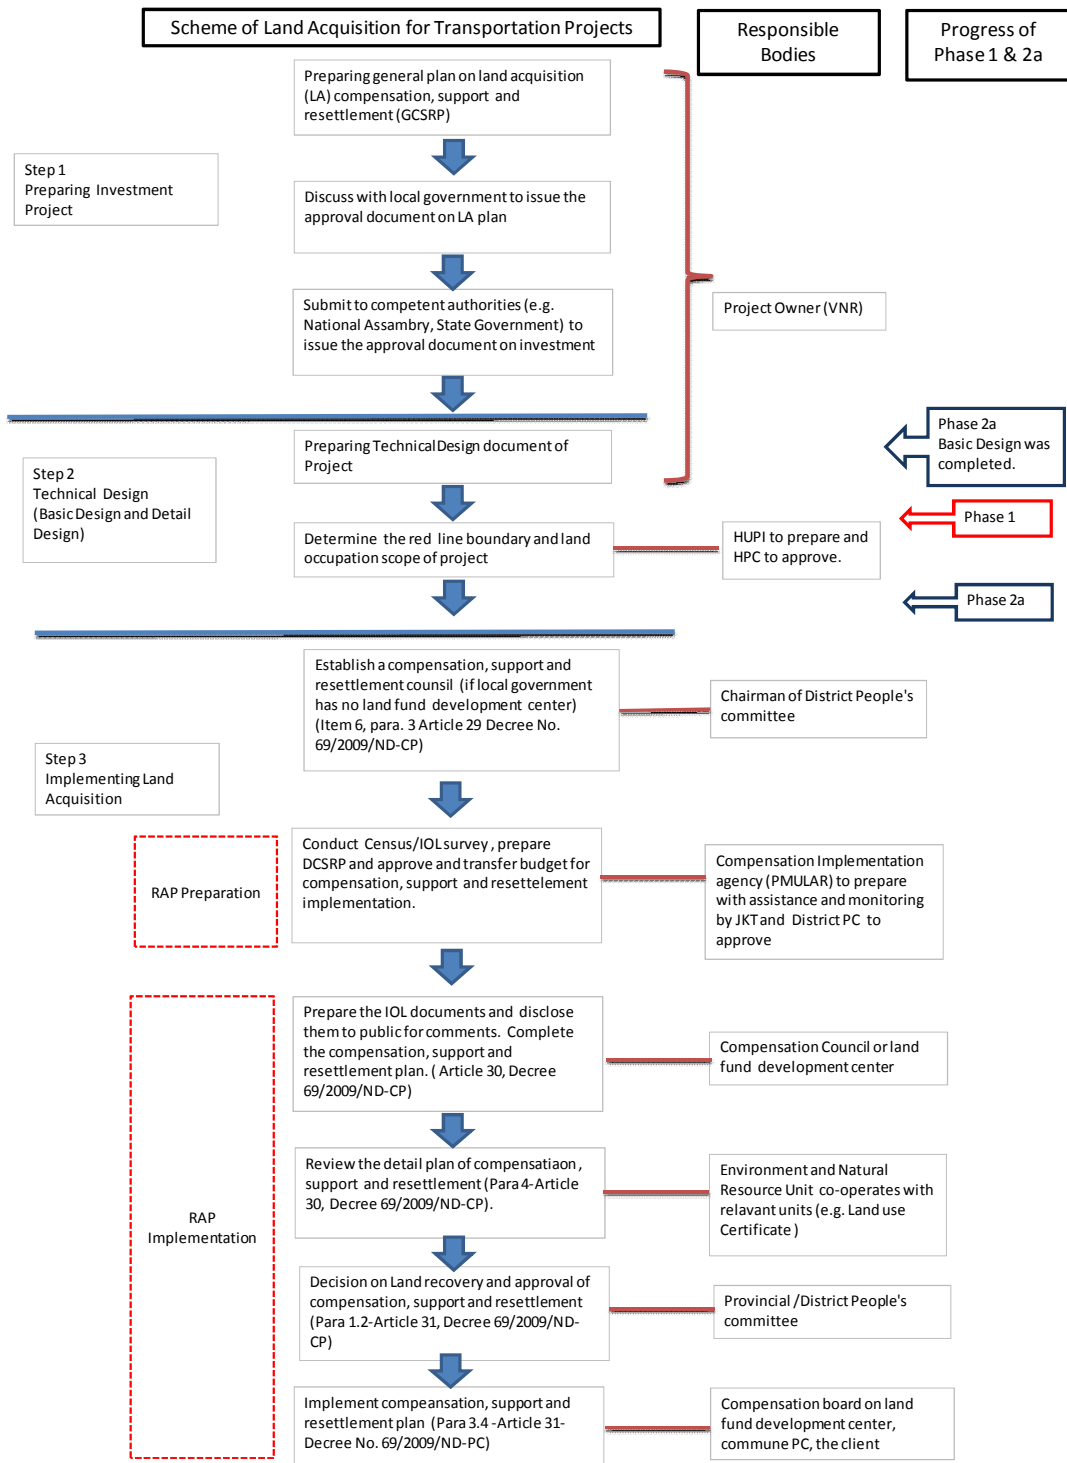 Scheme of Land Acquisition for Transportation Projects
Responsible
Bodies
Progress of
Phase 1 & 2a
Preparing general plan on land acquisition
(LA) compensation, support and
resettlement (GCSRP)
Step 1
Preparing Investment
Project
Discuss with local government to issue the
approval document on LA plan
Submit to competent authorities (e.g.
National Assambry, State Government) to
issue the approval document on investment
Project Owner (VNR)
Step 2
Technical Design
(Basic Design and Detail
Design)
Preparing Technical Design document of
Project
Phase 2a
Basic Design was
completed.
Phase 1
Determine the red line boundary and land
occupation scope of project
HUPI to prepare and
HPC to approve.
Phase 2a
Establish a compensation, support and
resettlement counsil (if local government
has no land fund development center)
(Item 6, para. 3 Article 29 Decree No.
69/2009/ND-CP)
Chairman of District People's
committee
Step 3
Implementing Land
Acquisition
RAP Preparation
Conduct Census/IOL survey , prepare
DCSRP and approve and transfer budget for
compensation, support and resettelement
implementation.
Compensation Implementation
agency (PMULAR) to prepare
with assistance and monitoring
by JKT and District PC to
approve
RAP
Implementation
Prepare the IOL documents and disclose
them to public for comments. Complete
the compensation, support and
resettlement plan. ( Article 30, Decree
69/2009/ND-CP)
Compensation Council or land
fund development center
Review the detail plan of compensatiaon ,
support and resettlement (Para 4-Article
30, Decree 69/2009/ND-CP).
Environment and Natural
Resource Unit co-operates with
relavant units (e.g. Land use
Certificate )
Decision on Land recovery and approval of
compensation, support and resettlement
(Para 1.2-Article 31, Decree 69/2009/ND-
CP)
Provincial /District People's
committee
Implement compeansation, support and
resettlement plan (Para 3.4 -Article 31-
Decree No. 69/2009/ND-PC)
Compensation board on land
fund development center,
commune PC, the client